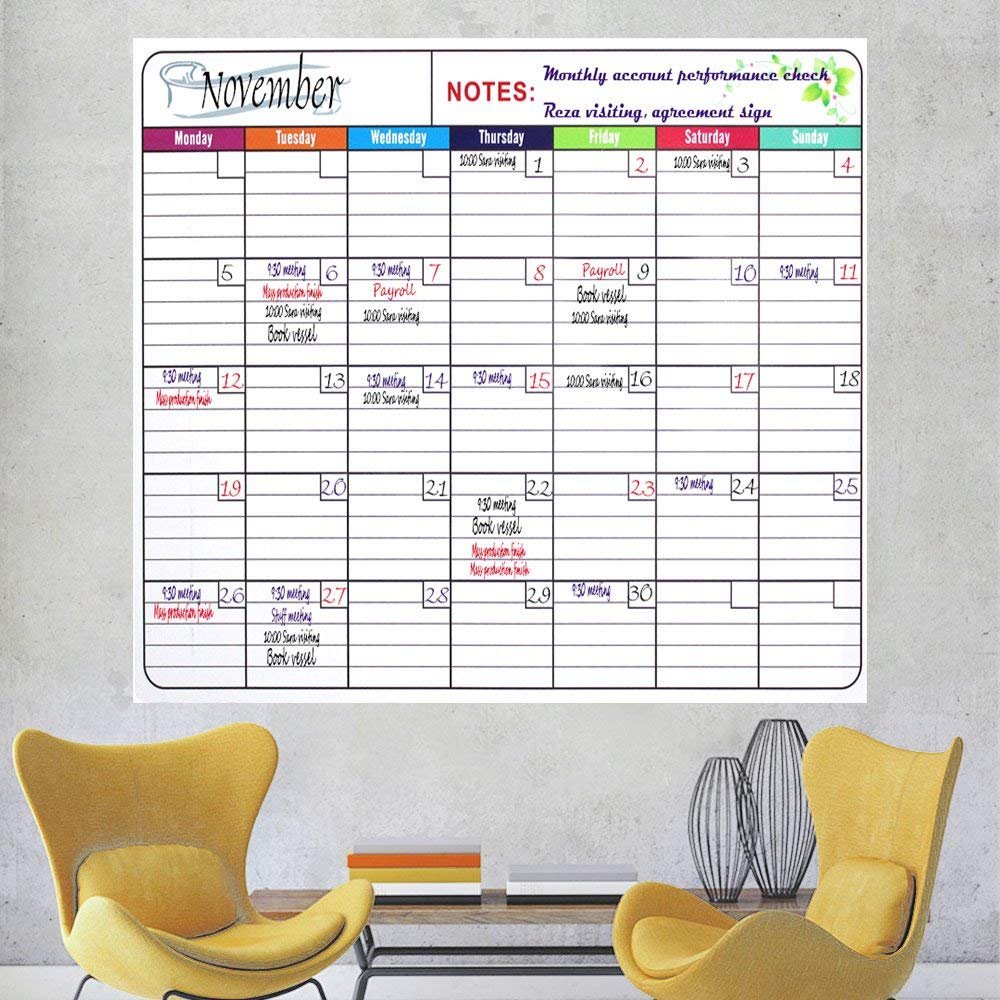 November
NOTES: Monthly account performance check
Reza visiting, agreement sign
Monday Tuesday Wednesday Thursday Friday Saturday Sunday
10:00 Sara visiting 1 2 10:00 Sara visiting 3 4
5 9:30 meeting 6 9:30 meeting 7 8 Payroll 9 10 9:30 meeting 11
Mass production finish Payroll Book vessel
10:00 Sara visiting 10:00 Sara visiting 10:00 Sara visiting
Book vessel
9:30 meeting 12 13 9:30 meeting 14 9:30 meeting 15 10:00 Sara visiting 16 17 18
Mass production finish 10:00 Sara visiting
19 20 21 22 23 9:30 meeting 24 25
9:30 meeting
Book vessel
Mass production finish
Mass production finish
9:30 meeting 26 9:30 meeting 27 28 29 9:30 meeting 30
Mass production finish Stuff meeting
10:00 Sara visiting
Book vessel